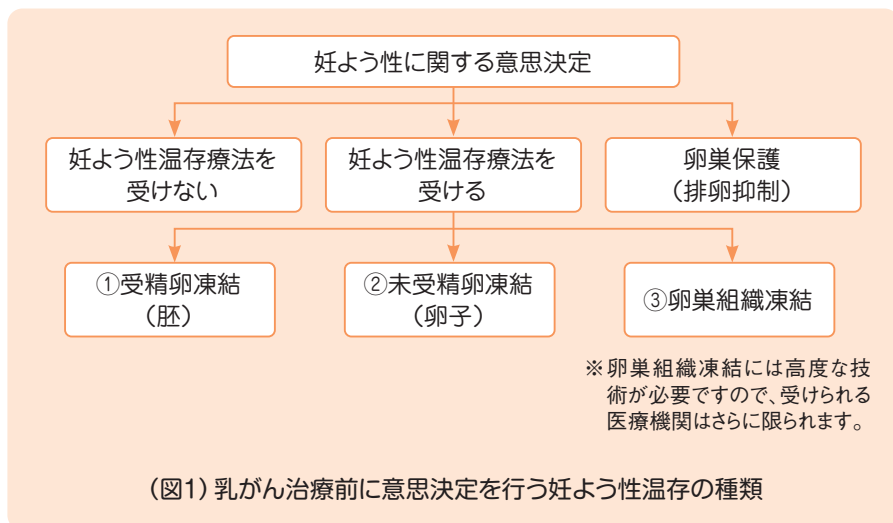 妊よう性に関する意思決定
妊よう性温存療法を
受けない
妊よう性温存療法を
受ける
卵巣保護
（排卵抑制）
①受精卵凍結
（胚）
②未受精卵凍結
（卵子）
③卵巣組織凍結
※卵巣組織凍結には高度な技
術が必要ですので、受けられる
医療機関はさらに限られます。
（図1）乳がん治療前に意思決定を行う妊よう性温存の種類